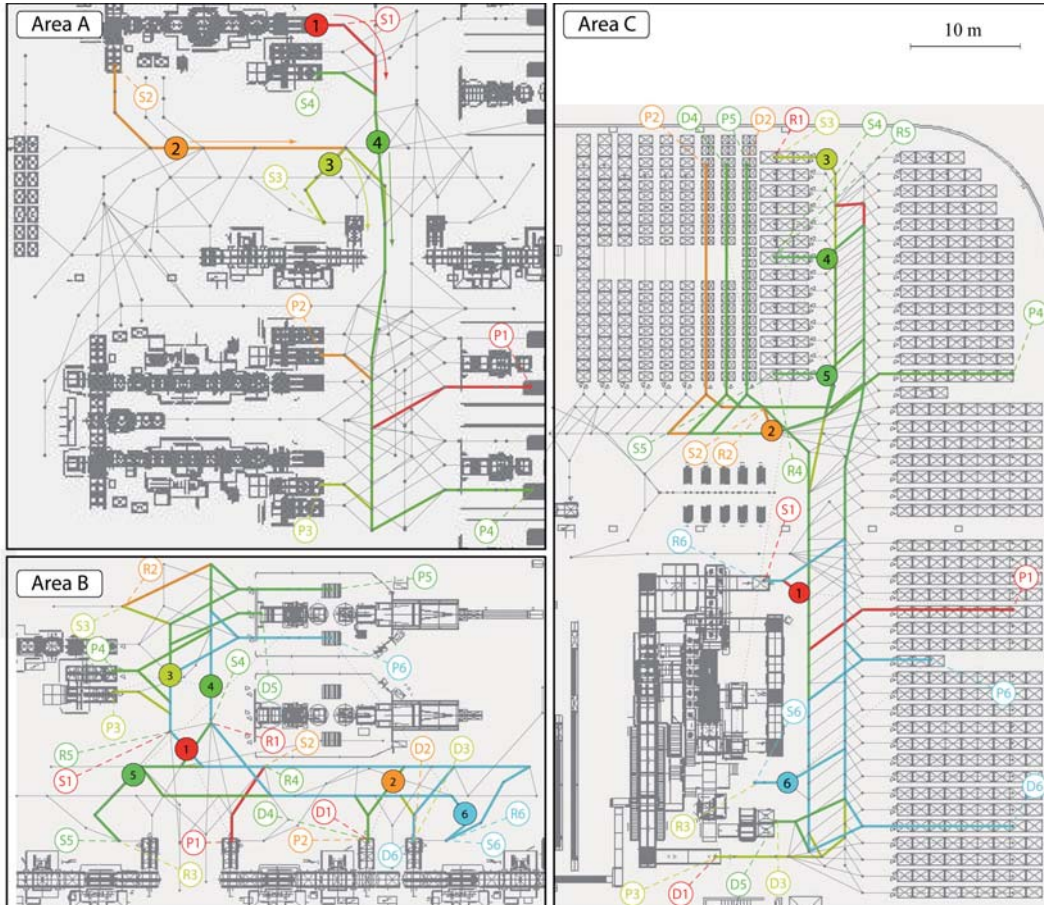 Area A
1
S1
S2
S4
2
4
3
S3
P2
P1
P3
P4
Area B
R2
P5
S3
P4
S4
3
P6
4
D5
P3
R5
1
R1
S2
D2
D3
S1
5
R4
2
D4
D1
6
R6
S5
P1
P2
D6
S6
R3
Area C
10 m
P2
D4
P5
D2
R1
S3
S4
R5
3
4
P4
5
2
S5
S2
R2
R4
S1
R6
1
P1
P6
S6
6
D6
R3
P3
D1
D5
D3